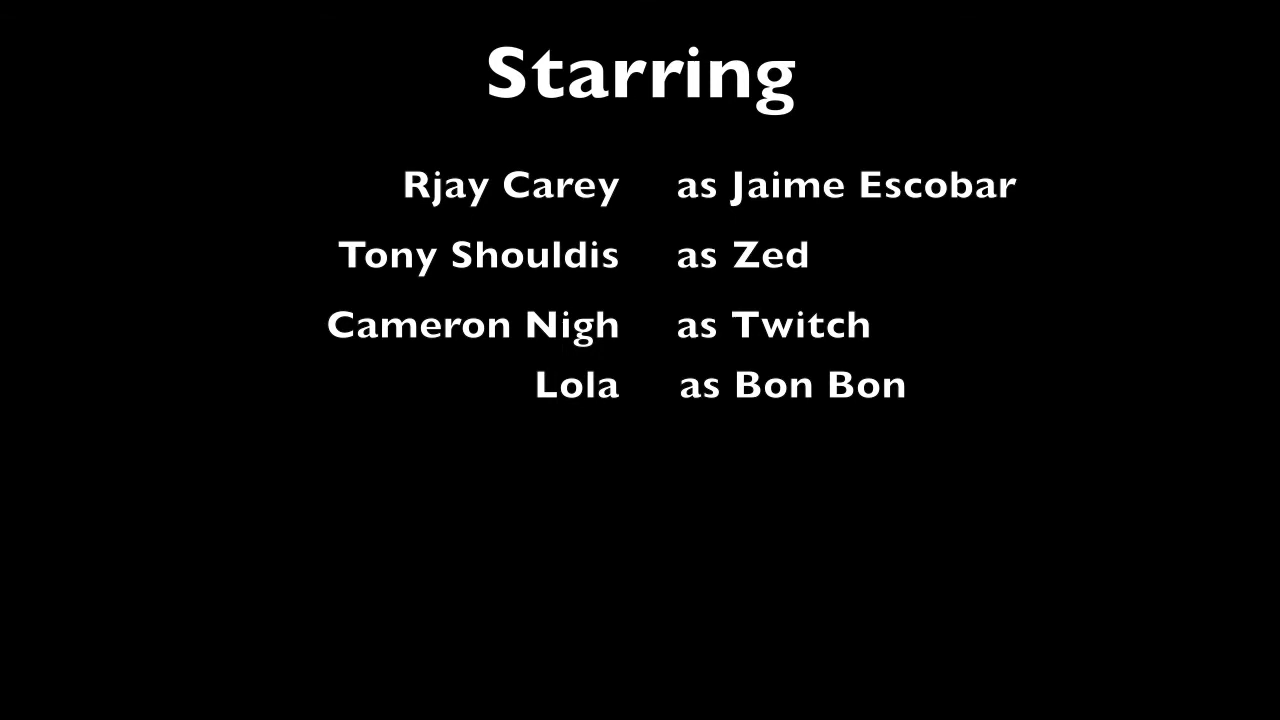 Starring
Rjay Carey as Jaime Escobar
Tony Shouldis as Zed
Cameron Nigh as Twitch
Lola as Bon Bon